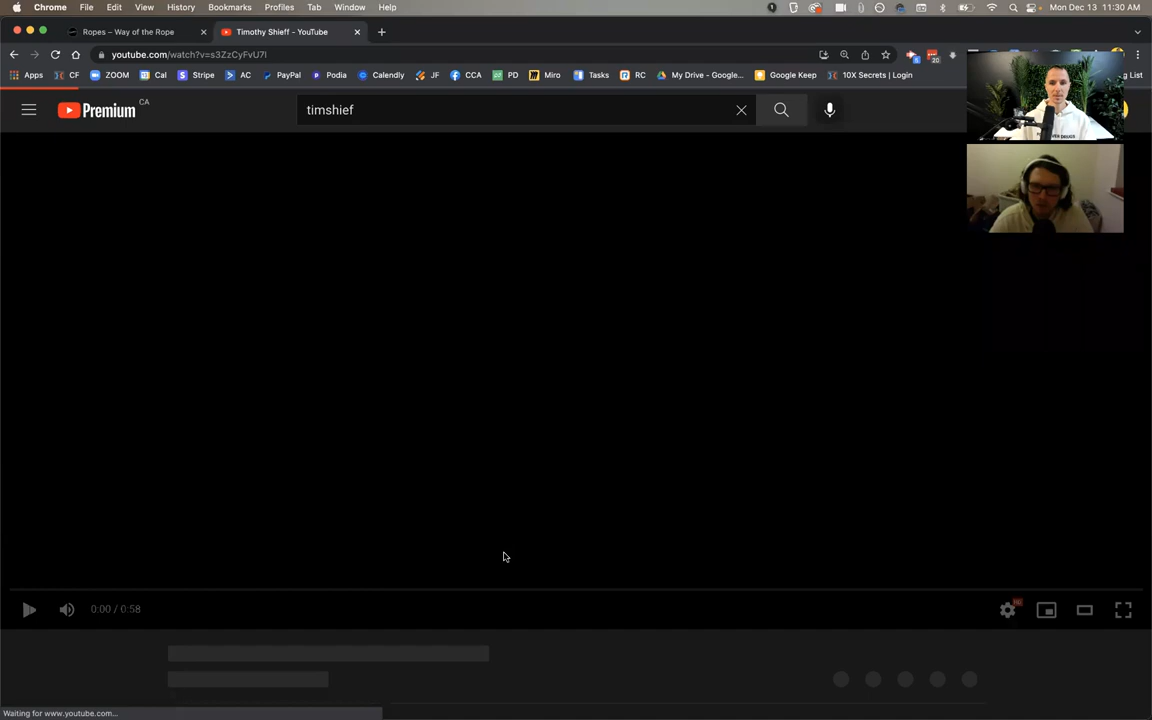 Chrome File Edit View History Bookmarks Profiles Tab Window Help Mon Dec 13 11:30 AM
Ropes – Way of the Rope Timothy Shieff - YouTube
youtube.com/watch?v=s3ZzCyFvU7I
Apps CF ZOOM Cal Stripe AC PayPal Podia Calendly JF CCA PD Miro Tasks RC My Drive - Google... Google Keep 10X Secrets | Login g List
Premium CA timshief
0:00 / 0:58 HD
Waiting for www.youtube.com...